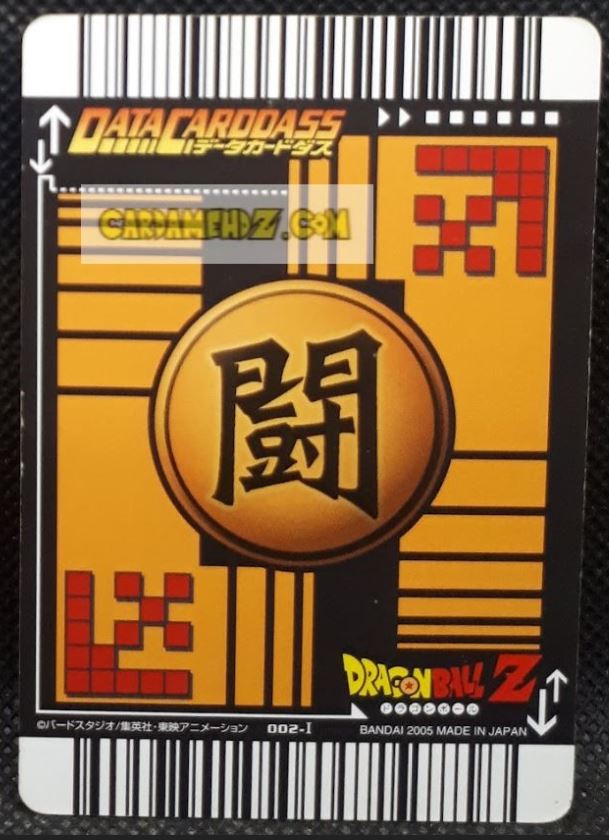 DATA CARDDASS
データカードダス
CARDAMEHDZ.COM
闘
DRAGON BALL Z
ドラゴンボール
©バードスタジオ/集英社・東映アニメーション 002-I BANDAI 2005 MADE IN JAPAN